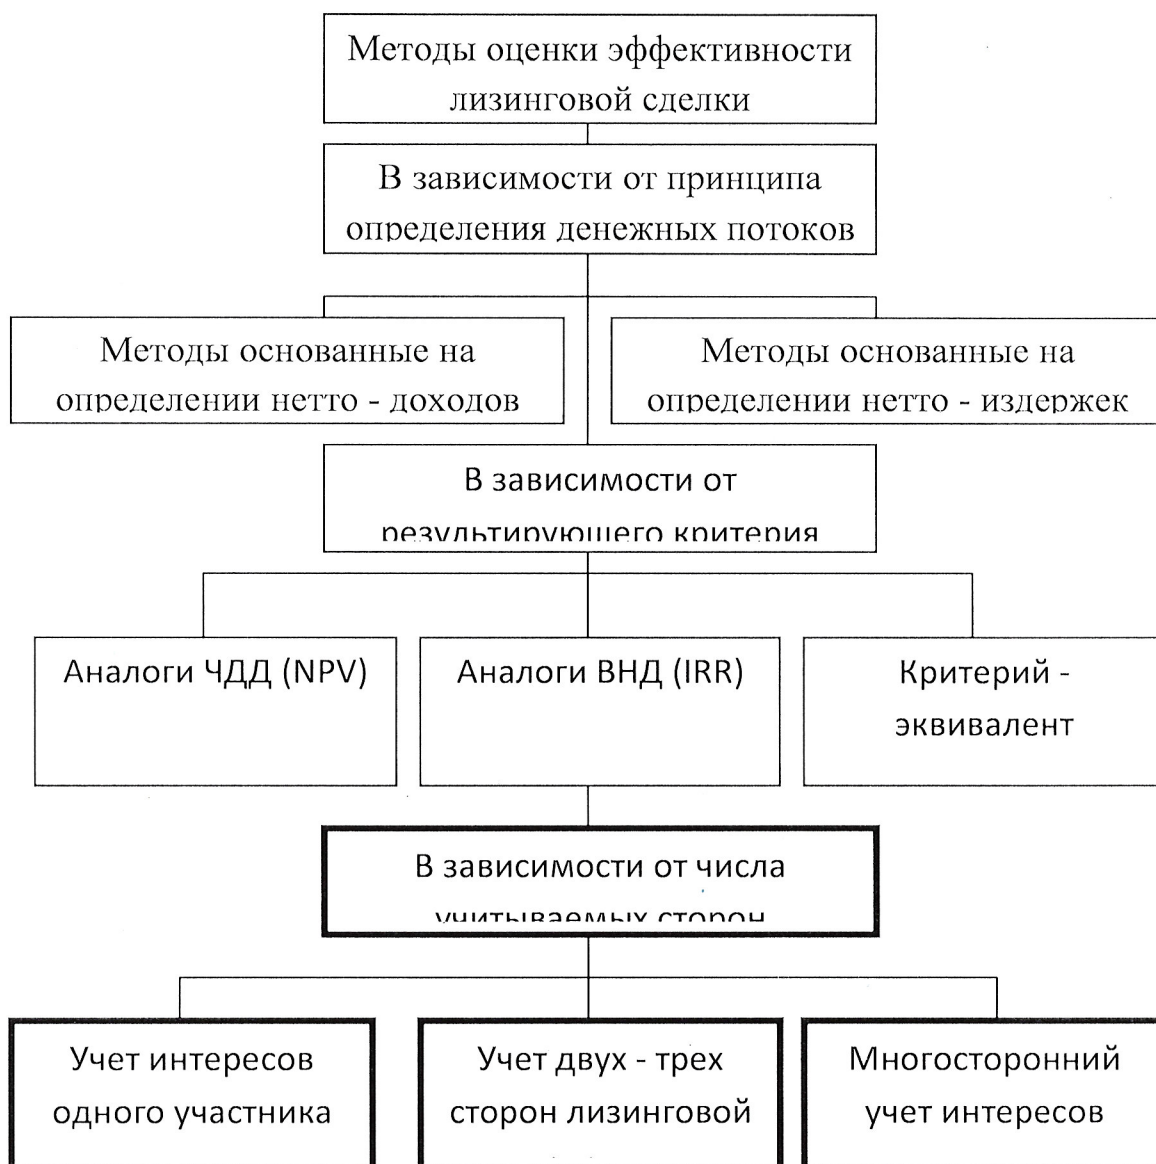 Методы оценки эффективности
лизинговой сделки
В зависимости от принципа
определения денежных потоков
Методы основанные на
определении нетто - доходов
Методы основанные на
определении нетто - издержек
В зависимости от
результирующего критерия
Аналоги ЧДД (NPV)
Аналоги ВНД (IRR)
Критерий -
эквивалент
В зависимости от числа
учитываемых сторон
Учет интересов
одного участника
Учет двух - трех
сторон лизинговой
Многосторонний
учет интересов